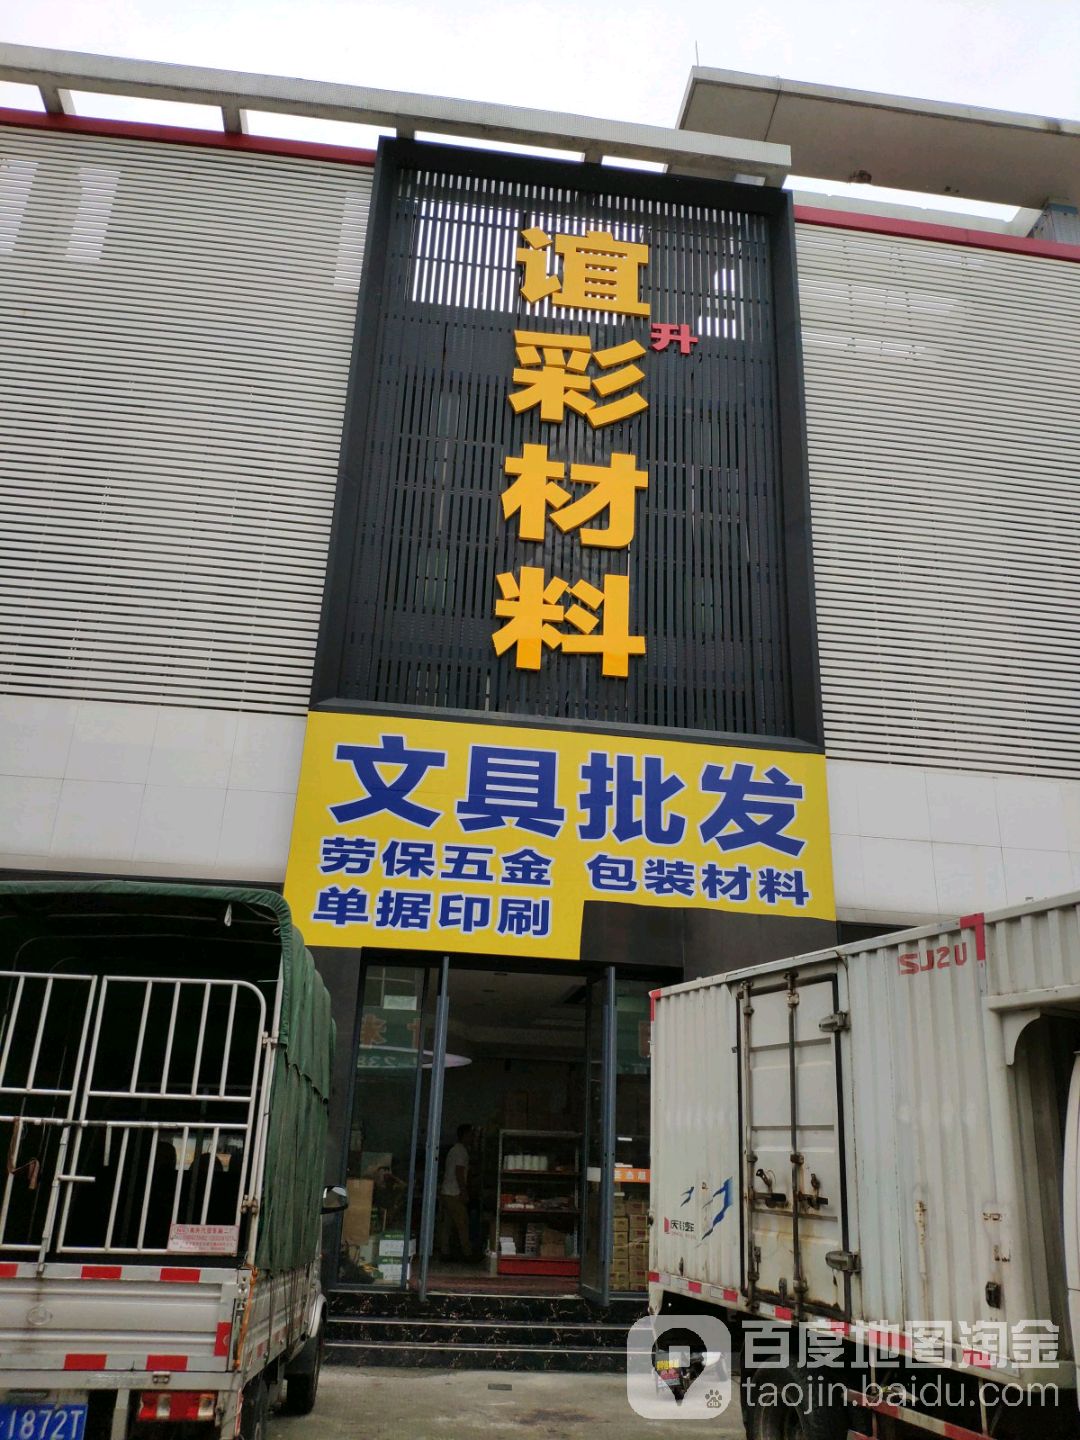 谊彩材料
升
文具批发
劳保五金 包装材料
单据印刷
SJ2U
1872T
百度地图淘金
taojin.baidu.com